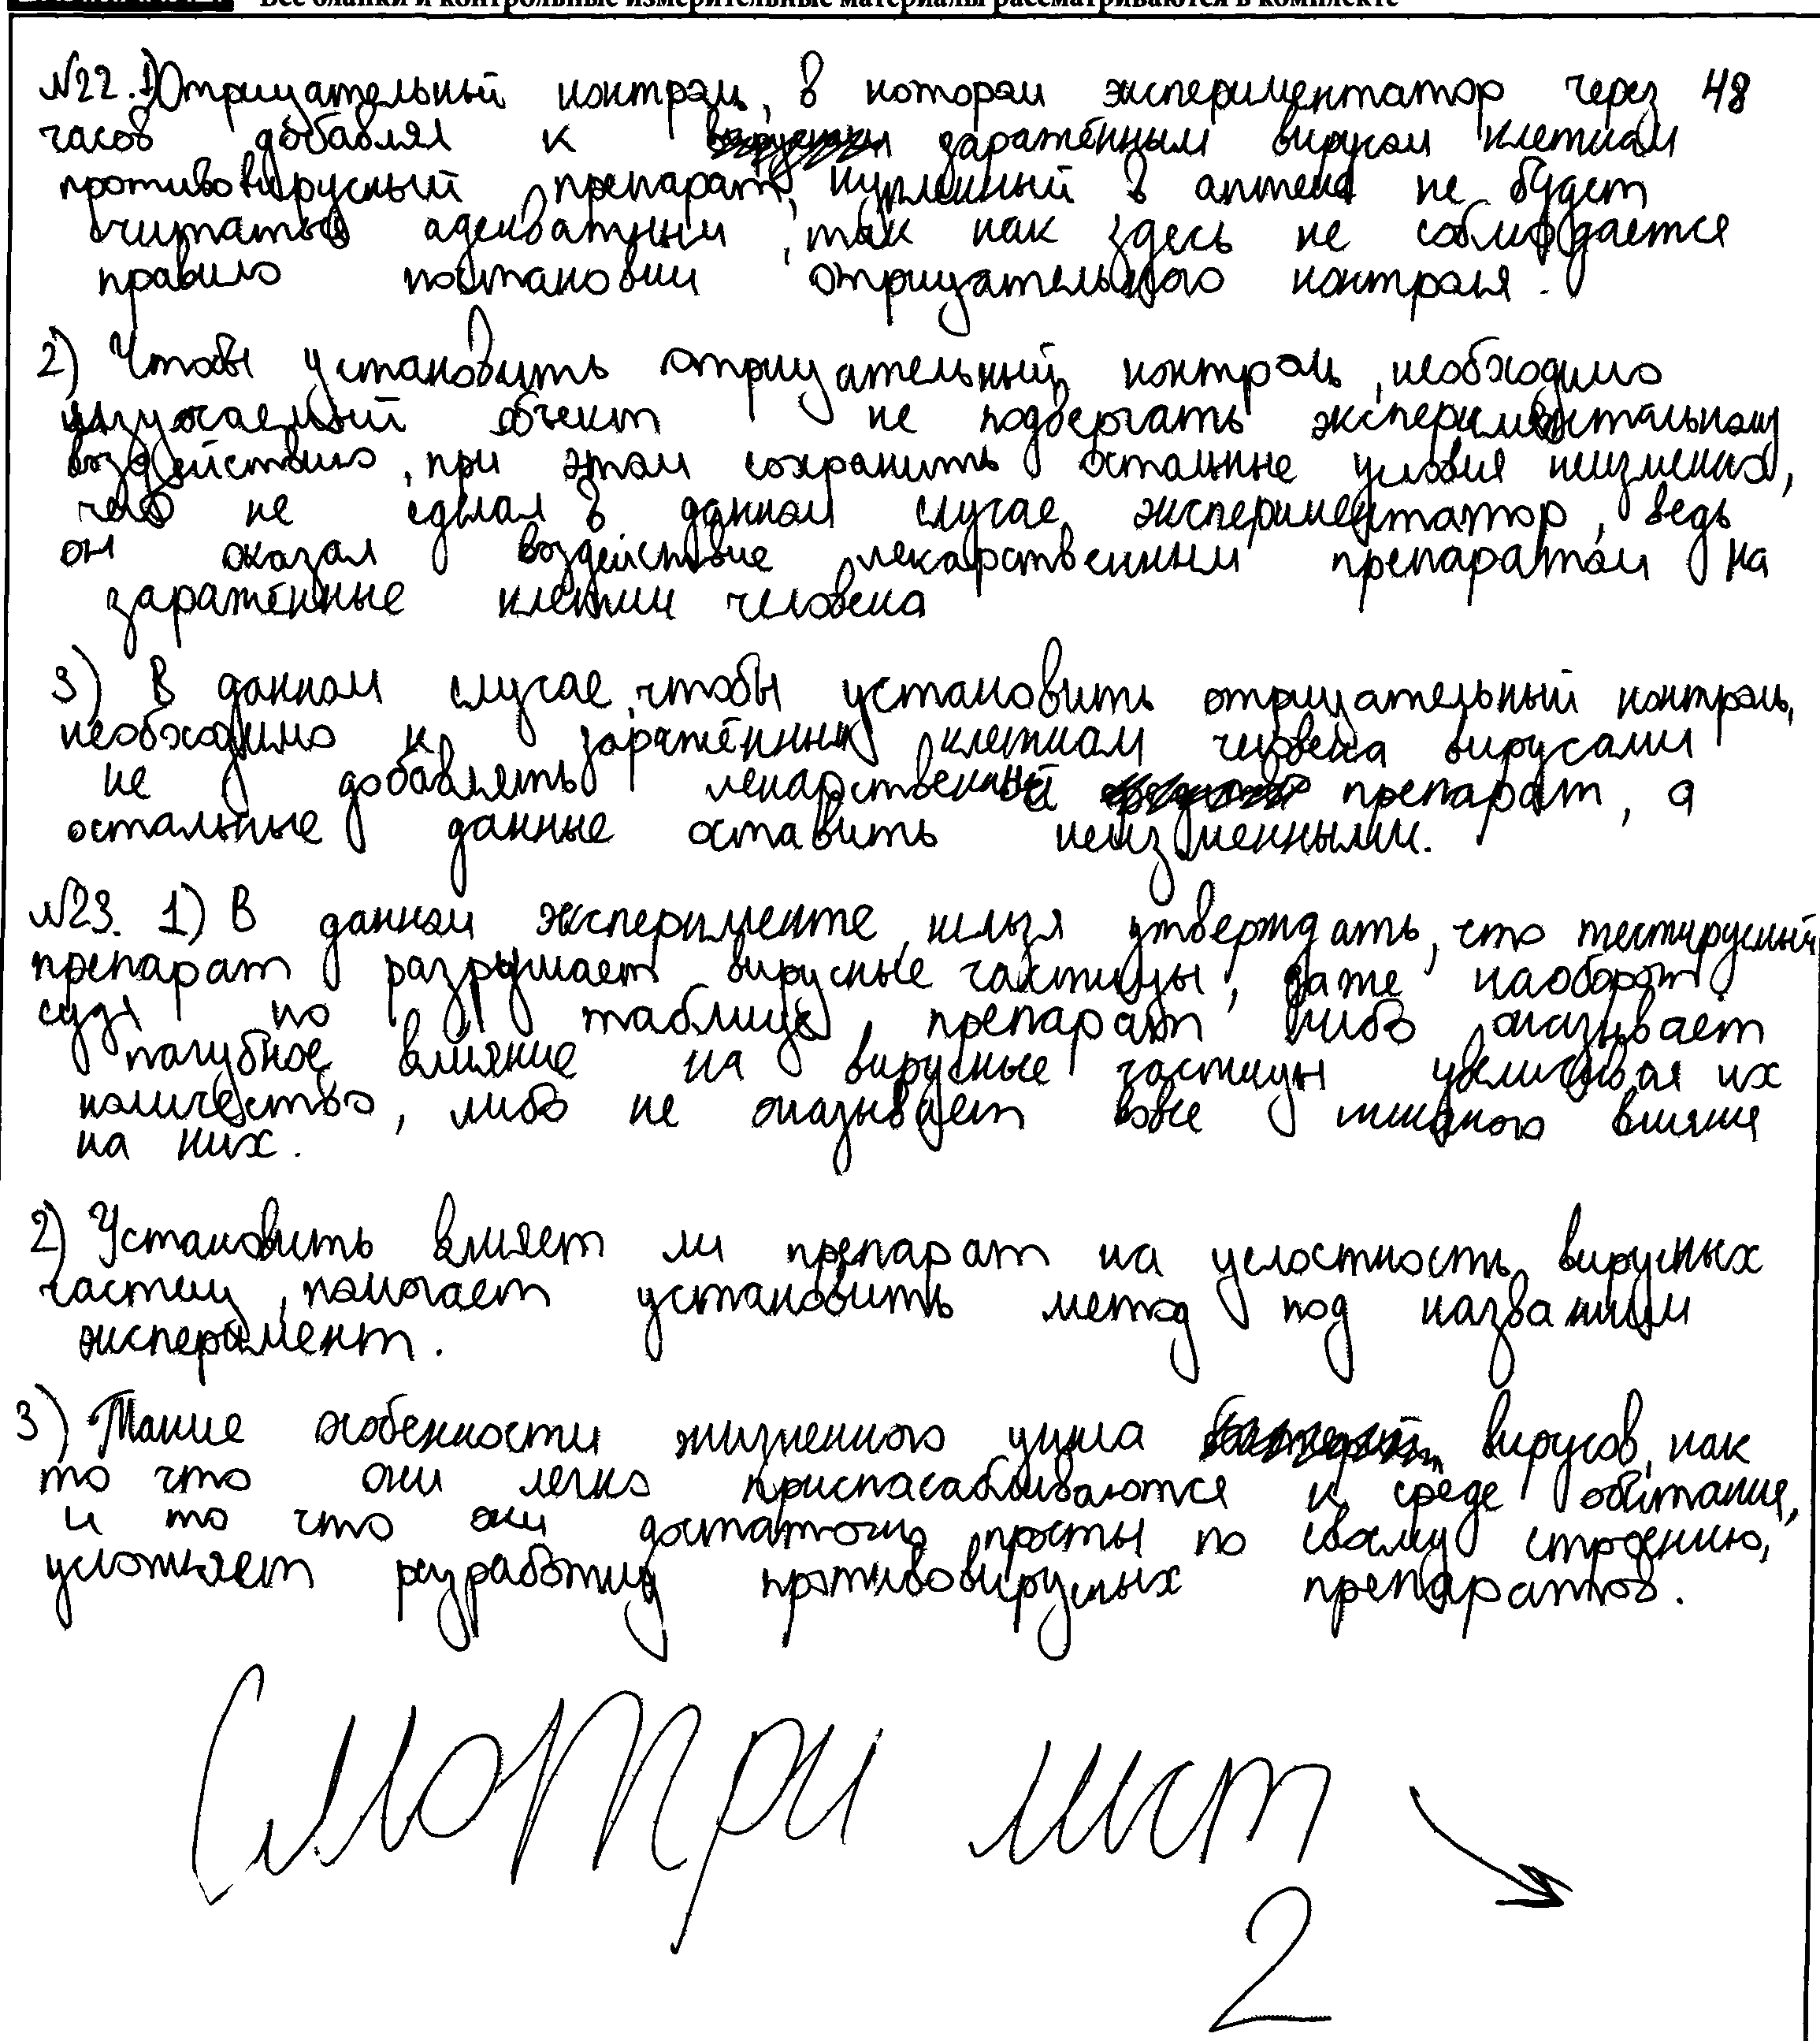 Все бланки и контрольные измерительные материалы рассматриваются в комплекте
№22. 1) Отрицательный контроль, в котором экспериментатор через 48
часов добавлял к заражённым вирусом клеткам
противовирусный препарат, купленный в аптеке не будет
считаться адекватным, так как здесь не соблюдается
правило постановки отрицательного контроля.
2) Чтобы установить отрицательный контроль, необходимо
изучаемый объект не подвергать экспериментальному
воздействию, при этом сохранить остальные условия неизменно,
чего не сделал в данном случае экспериментатор, ведь
он оказал воздействие лекарственным препаратом на
заражённые клетки человека
3) В данном случае, чтобы установить отрицательный контроль,
необходимо к заражённым клеткам человека вирусами
не добавлять лекарственный препарат, а
остальные данные оставить неизменными.
№23. 1) В данном эксперименте, нельзя утверждать, что тестируемый
препарат разрушает вирусные частицы, даже наоборот,
судя по таблице, препарат либо оказывает
пагубное влияние на вирусные частицы увеличивая их
количество, либо не оказывает вовсе никакого влияния
на них.
2) Установить влияет ли препарат на целостность вирусных
частиц, помогает установить метод под названием
эксперимент.
3) Такие особенности жизненного цикла вирусов, как
то что они легко приспасабливаются к среде обитания,
и то что они достаточно просты по своему строению,
усложняет разработку противовирусных препаратов.
Смотри лист
2